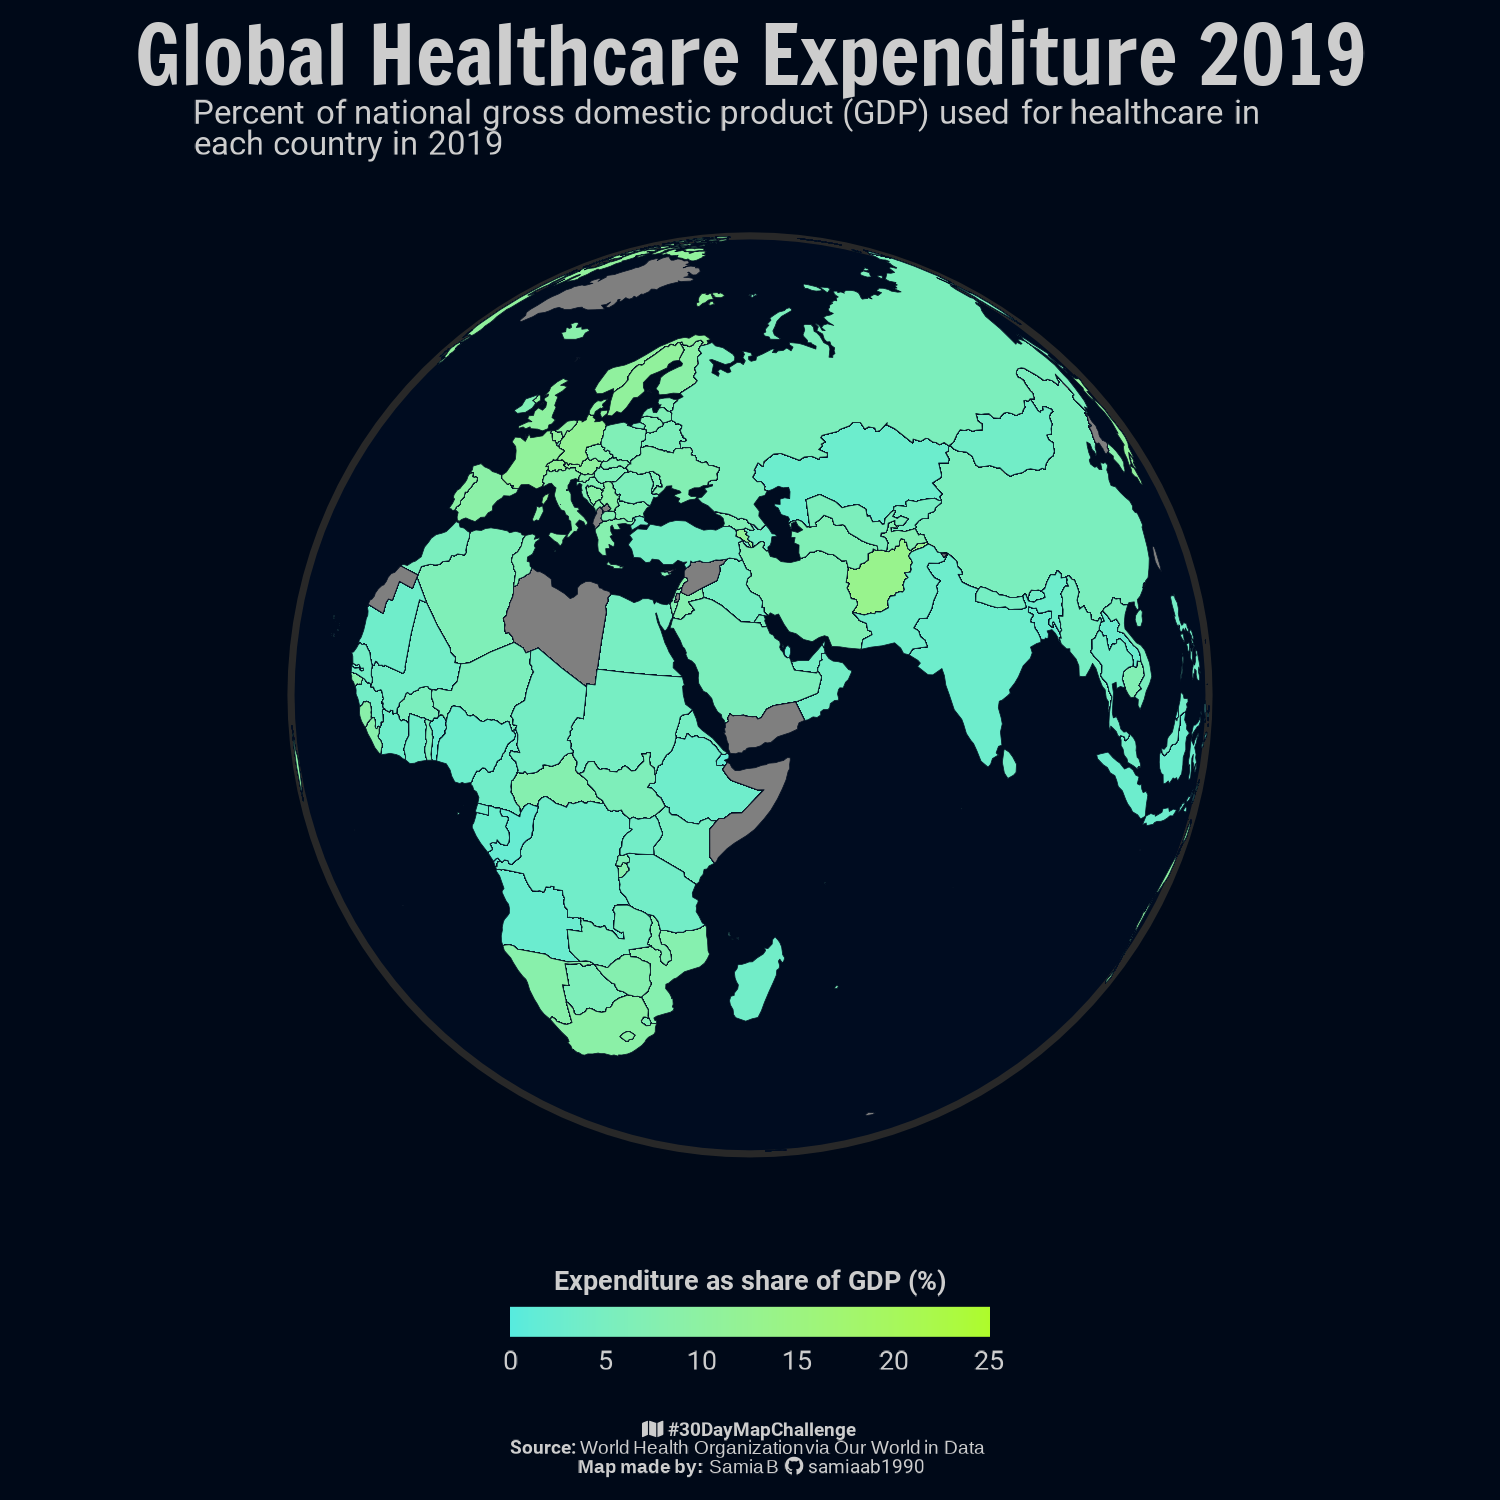 Global Healthcare Expenditure 2019
Percent of national gross domestic product (GDP) used for healthcare in
each country in 2019
Expenditure as share of GDP (%)
0 5 10 15 20 25
#30DayMapChallenge
Source: World Health Organization via Our World in Data
Map made by: Samia B samiaab1990